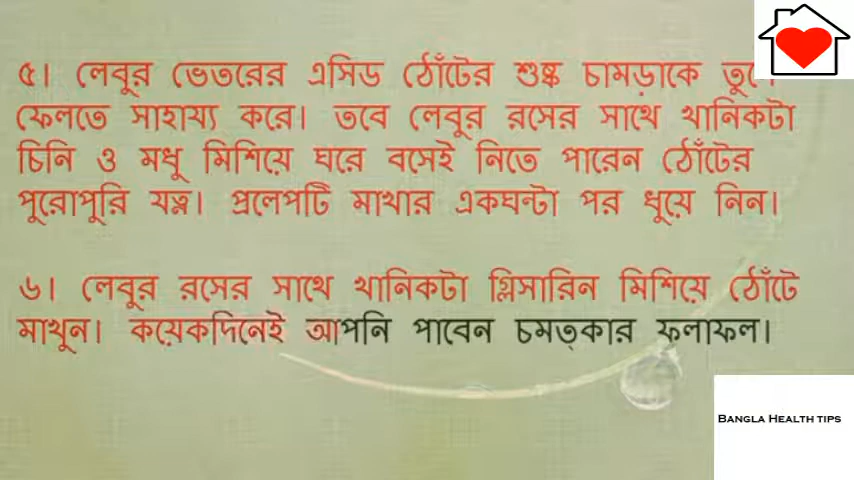 ৫। লেবুর ভেতরের এসিড ঠোঁটের শুষ্ক চামড়াকে তুলে
ফেলতে সাহায্য করে। তবে লেবুর রসের সাথে খানিকটা
চিনি ও মধু মিশিয়ে ঘরে বসেই নিতে পারেন ঠোঁটের
পুরোপুরি যত্ন। প্রলেপটি মাখার একঘন্টা পর ধুয়ে নিন।
৬। লেবুর রসের সাথে খানিকটা গ্লিসারিন মিশিয়ে ঠোঁটে
মাখুন। কয়েকদিনেই আপনি পাবেন চমত্কার ফলাফল।
BANGLA HEALTH TIPS